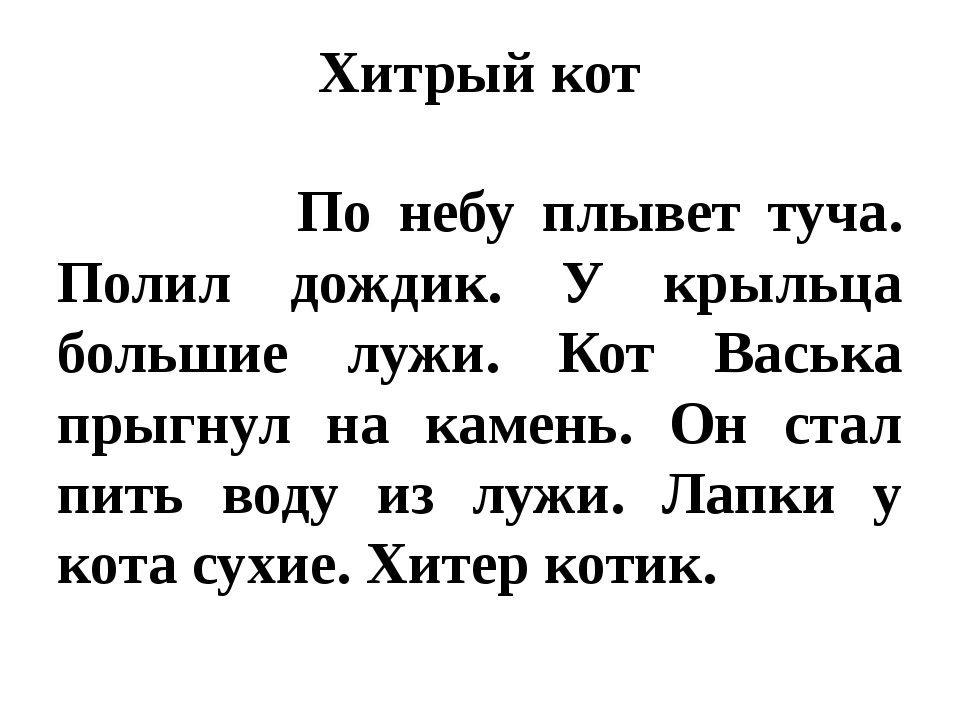 Хитрый кот
По небу плывет туча.
Полил дождик. У крыльца
большие лужи. Кот Васька
прыгнул на камень. Он стал
пить воду из лужи. Лапки у
кота сухие. Хитер котик.